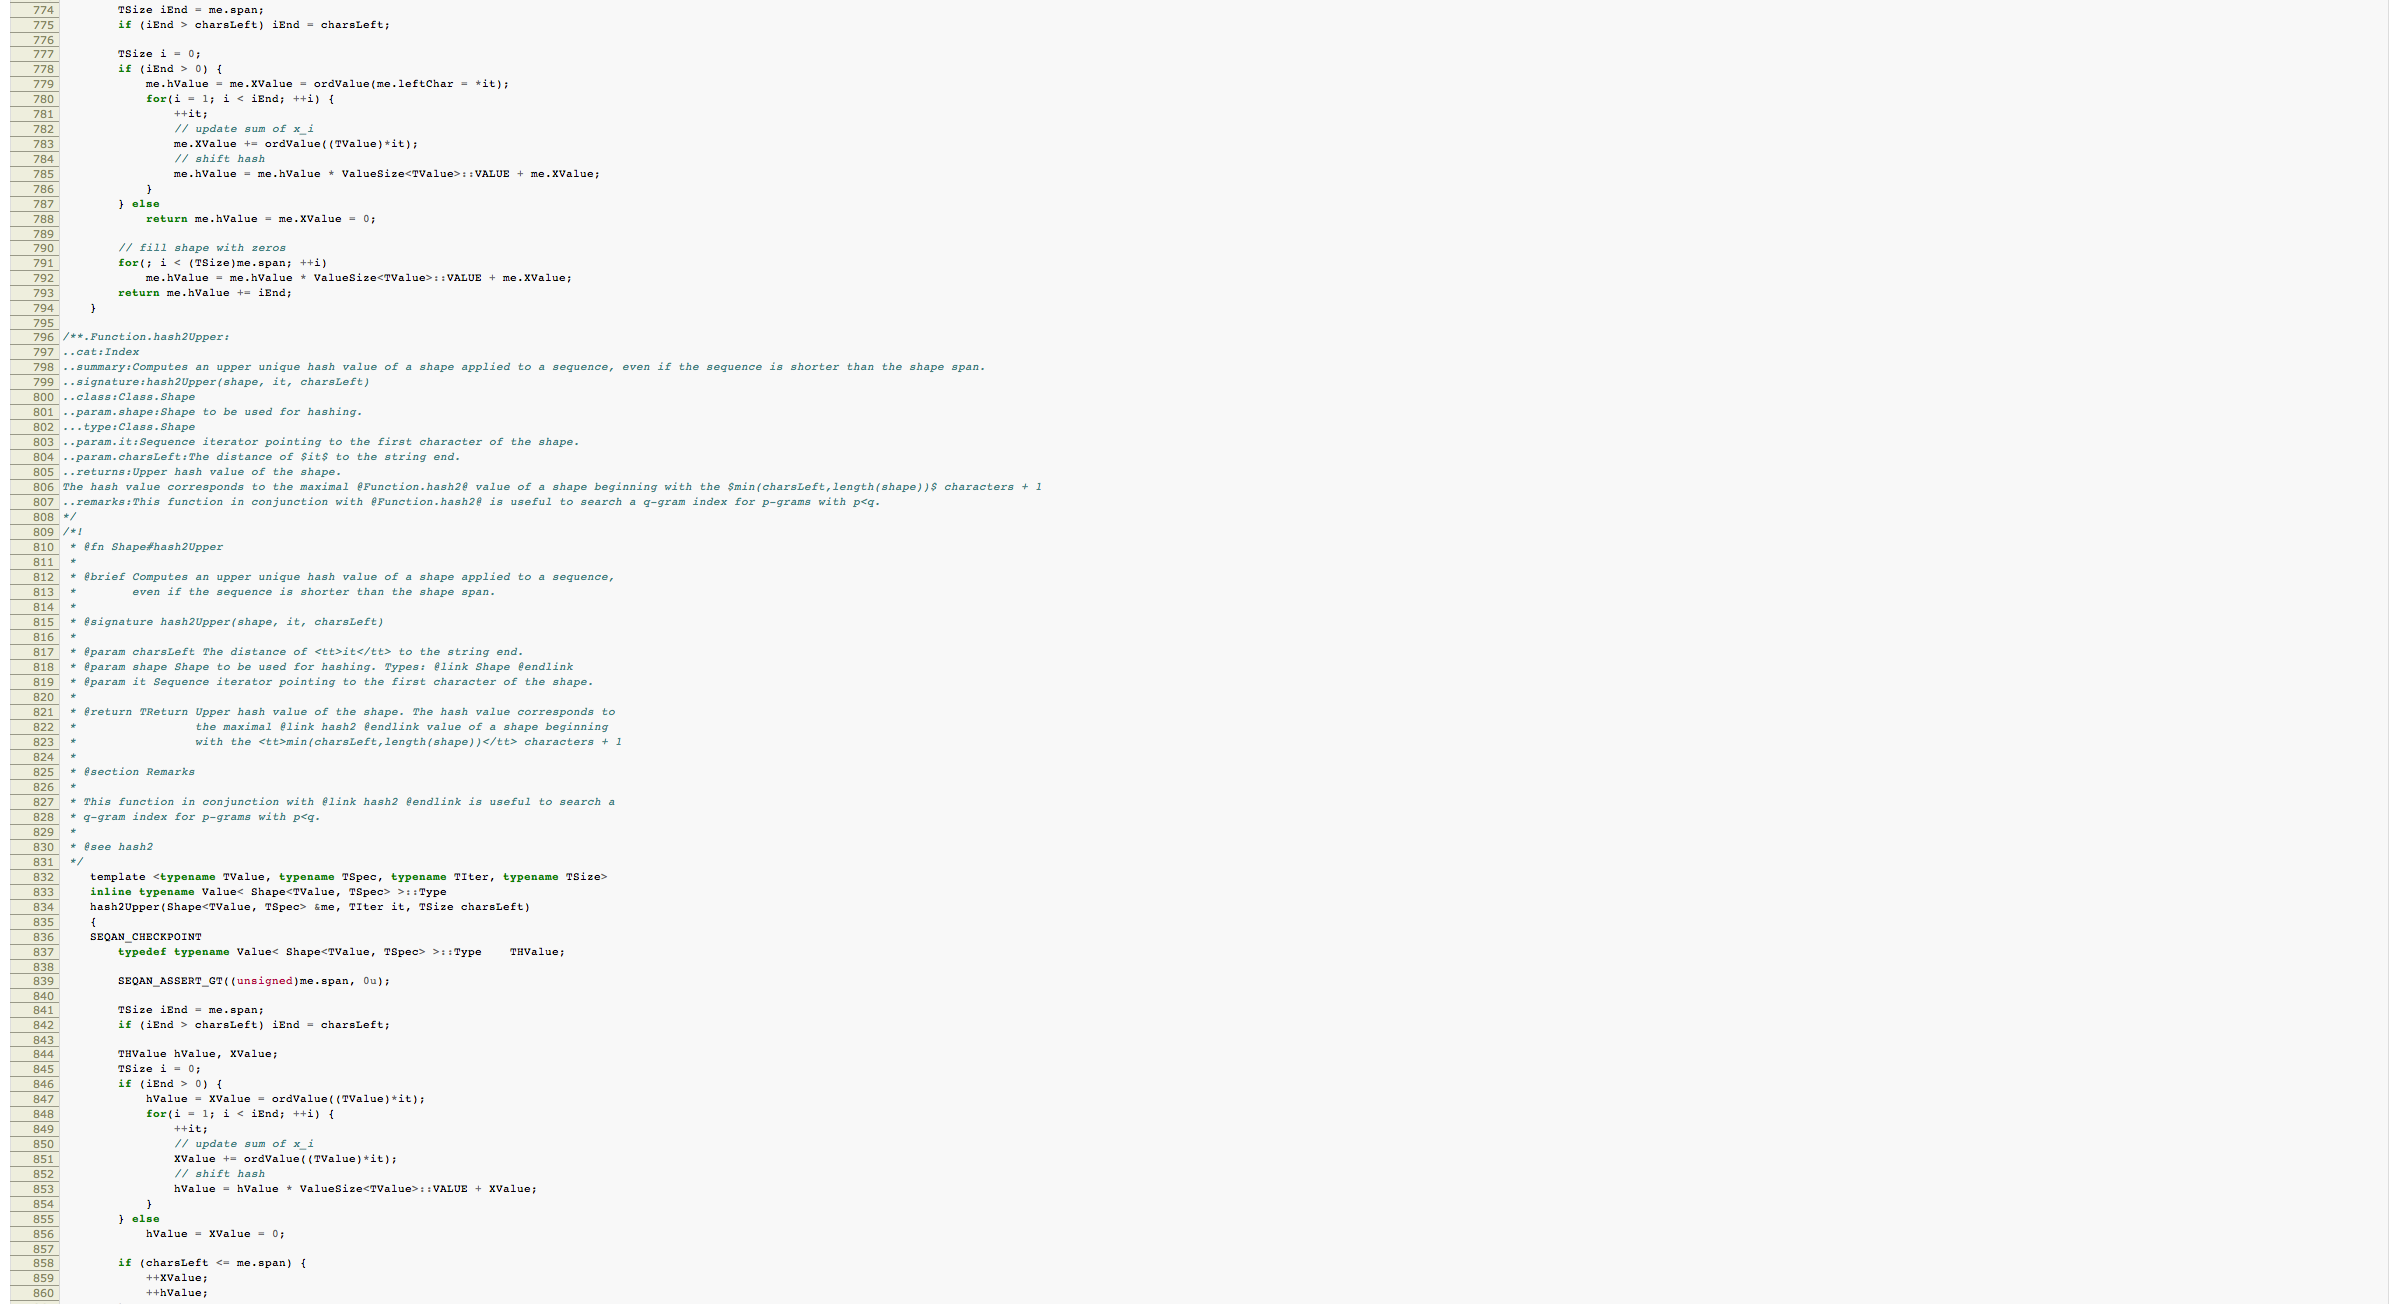 774 TSize iEnd = me.span;
775 if (iEnd > charsLeft) iEnd = charsLeft;
776
777 TSize i = 0;
778 if (iEnd > 0) {
779 me.hValue = me.XValue = ordValue(me.leftChar = *it);
780 for(i = 1; i < iEnd; ++i) {
781 ++it;
782 // update sum of x_i
783 me.XValue += ordValue((TValue)*it);
784 // shift hash
785 me.hValue = me.hValue * ValueSize<TValue>::VALUE + me.XValue;
786 }
787 } else
788 return me.hValue = me.XValue = 0;
789
790 // fill shape with zeros
791 for(; i < (TSize)me.span; ++i)
792 me.hValue = me.hValue * ValueSize<TValue>::VALUE + me.XValue;
793 return me.hValue += iEnd;
794 }
795
796 /**.Function.hash2Upper:
797 ..cat:Index
798 ..summary:Computes an upper unique hash value of a shape applied to a sequence, even if the sequence is shorter than the shape span.
799 ..signature:hash2Upper(shape, it, charsLeft)
800 ..class:Class.Shape
801 ..param.shape:Shape to be used for hashing.
802 ...type:Class.Shape
803 ..param.it:Sequence iterator pointing to the first character of the shape.
804 ..param.charsLeft:The distance of $it$ to the string end.
805 ..returns:Upper hash value of the shape.
806 The hash value corresponds to the maximal @Function.hash2@ value of a shape beginning with the $min(charsLeft,length(shape))$ characters + 1
807 ..remarks:This function in conjunction with @Function.hash2@ is useful to search a q-gram index for p-grams with p<q.
808 */
809 /*!
810 * @fn Shape#hash2Upper
811 *
812 * @brief Computes an upper unique hash value of a shape applied to a sequence,
813 * even if the sequence is shorter than the shape span.
814 *
815 * @signature hash2Upper(shape, it, charsLeft)
816 *
817 * @param charsLeft The distance of <tt>it</tt> to the string end.
818 * @param shape Shape to be used for hashing. Types: @link Shape @endlink
819 * @param it Sequence iterator pointing to the first character of the shape.
820 *
821 * @return TReturn Upper hash value of the shape. The hash value corresponds to
822 * the maximal @link hash2 @endlink value of a shape beginning
823 * with the <tt>min(charsLeft,length(shape))</tt> characters + 1
824 *
825 * @section Remarks
826 *
827 * This function in conjunction with @link hash2 @endlink is useful to search a
828 * q-gram index for p-grams with p<q.
829 *
830 * @see hash2
831 */
832 template <typename TValue, typename TSpec, typename TIter, typename TSize>
833 inline typename Value< Shape<TValue, TSpec> >::Type
834 hash2Upper(Shape<TValue, TSpec> &me, TIter it, TSize charsLeft)
835 {
836 SEQAN_CHECKPOINT
837 typedef typename Value< Shape<TValue, TSpec> >::Type THValue;
838
839 SEQAN_ASSERT_GT((unsigned)me.span, 0u);
840
841 TSize iEnd = me.span;
842 if (iEnd > charsLeft) iEnd = charsLeft;
843
844 THValue hValue, XValue;
845 TSize i = 0;
846 if (iEnd > 0) {
847 hValue = XValue = ordValue((TValue)*it);
848 for(i = 1; i < iEnd; ++i) {
849 ++it;
850 // update sum of x_i
851 XValue += ordValue((TValue)*it);
852 // shift hash
853 hValue = hValue * ValueSize<TValue>::VALUE + XValue;
854 }
855 } else
856 hValue = XValue = 0;
857
858 if (charsLeft <= me.span) {
859 ++XValue;
860 ++hValue;